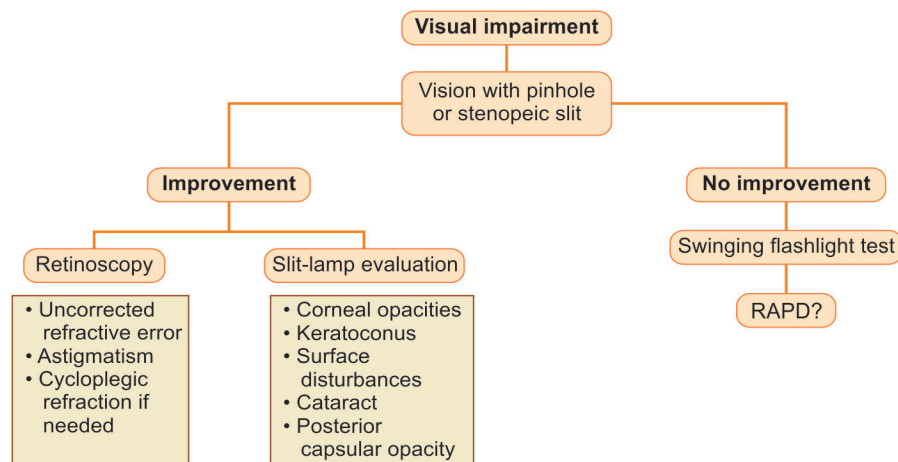 Visual impairment
Vision with pinhole
or stenopeic slit
Improvement
No improvement
Retinoscopy
Slit-lamp evaluation
Swinging flashlight test
RAPD?
• Uncorrected
refractive error
• Astigmatism
• Cycloplegic
refraction if
needed
• Corneal opacities
• Keratoconus
• Surface
disturbances
• Cataract
• Posterior
capsular opacity